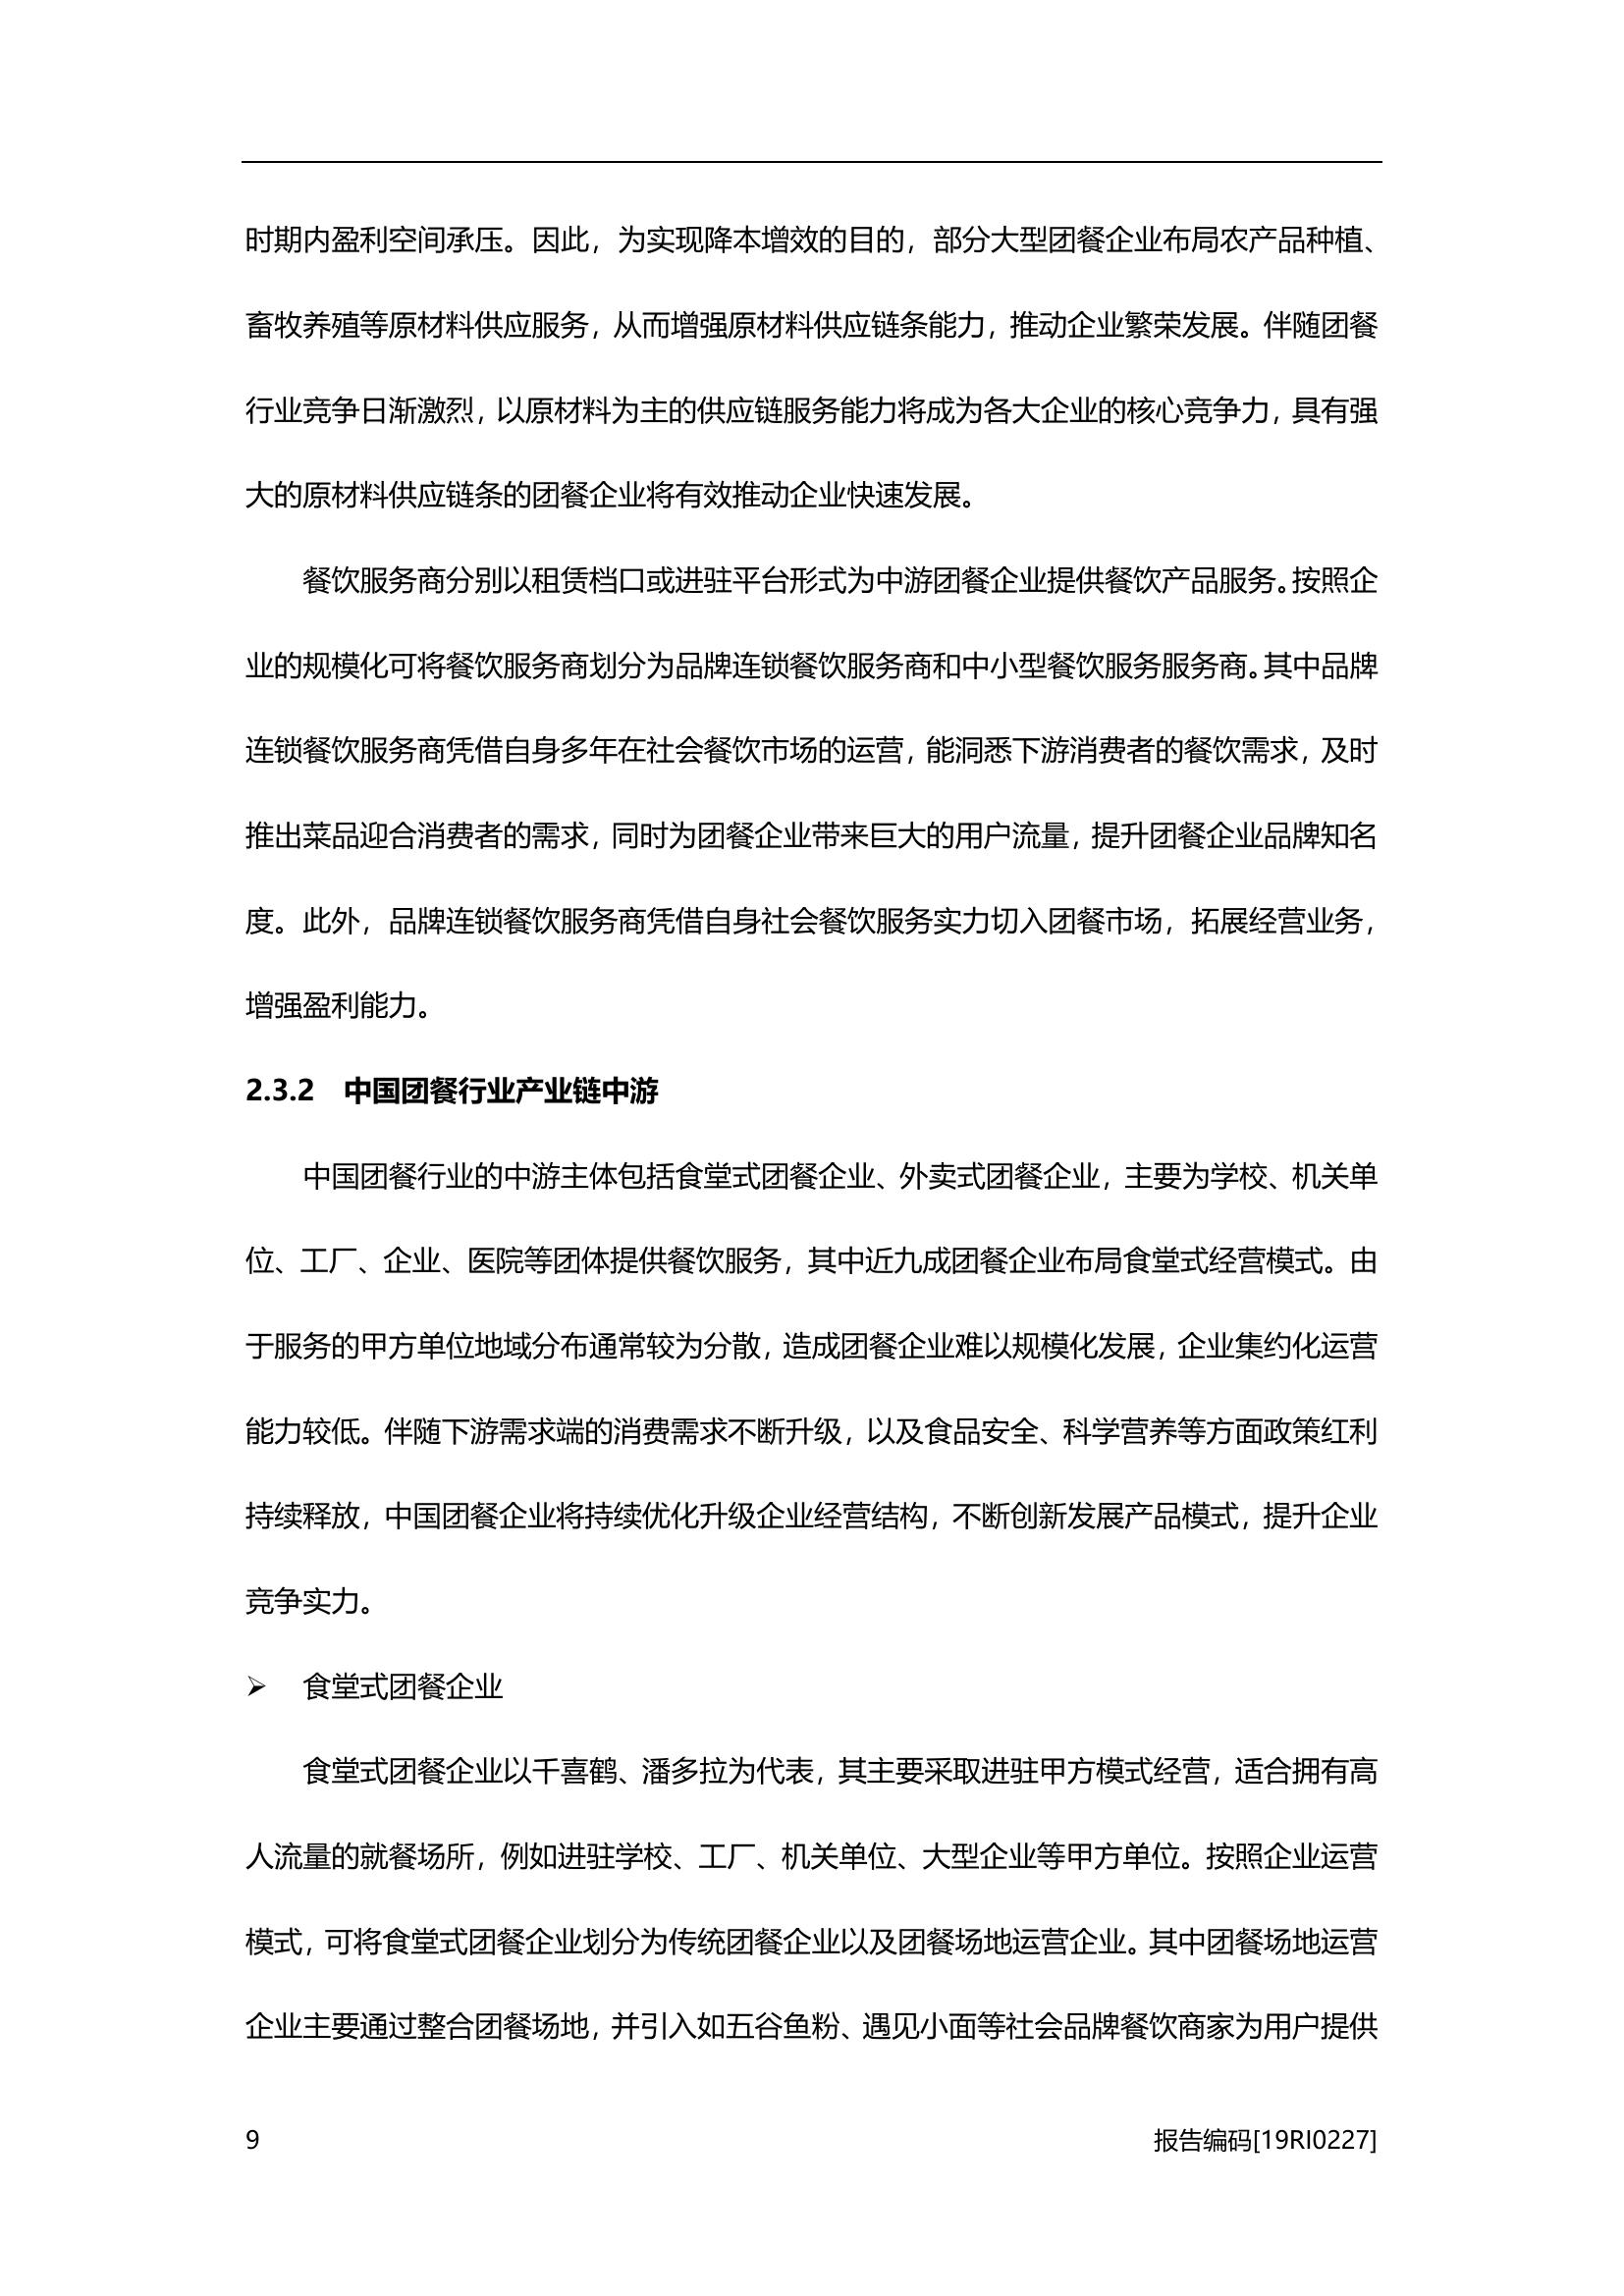 时期内盈利空间承压。因此，为实现降本增效的目的，部分大型团餐企业布局农产品种植、
畜牧养殖等原材料供应服务，从而增强原材料供应链条能力，推动企业繁荣发展。伴随团餐
行业竞争日渐激烈，以原材料为主的供应链服务能力将成为各大企业的核心竞争力，具有强
大的原材料供应链条的团餐企业将有效推动企业快速发展。
餐饮服务商分别以租赁档口或进驻平台形式为中游团餐企业提供餐饮产品服务。按照企
业的规模化可将餐饮服务商划分为品牌连锁餐饮服务商和中小型餐饮服务服务商。其中品牌
连锁餐饮服务商凭借自身多年在社会餐饮市场的运营，能洞悉下游消费者的餐饮需求，及时
推出菜品迎合消费者的需求，同时为团餐企业带来巨大的用户流量，提升团餐企业品牌知名
度。此外，品牌连锁餐饮服务商凭借自身社会餐饮服务实力切入团餐市场，拓展经营业务，
增强盈利能力。
2.3.2 中国团餐行业产业链中游
中国团餐行业的中游主体包括食堂式团餐企业、外卖式团餐企业，主要为学校、机关单
位、工厂、企业、医院等团体提供餐饮服务，其中近九成团餐企业布局食堂式经营模式。由
于服务的甲方单位地域分布通常较为分散，造成团餐企业难以规模化发展，企业集约化运营
能力较低。伴随下游需求端的消费需求不断升级，以及食品安全、科学营养等方面政策红利
持续释放，中国团餐企业将持续优化升级企业经营结构，不断创新发展产品模式，提升企业
竞争实力。
➢ 食堂式团餐企业
食堂式团餐企业以千喜鹤、潘多拉为代表，其主要采取进驻甲方模式经营，适合拥有高
人流量的就餐场所，例如进驻学校、工厂、机关单位、大型企业等甲方单位。按照企业运营
模式，可将食堂式团餐企业划分为传统团餐企业以及团餐场地运营企业。其中团餐场地运营
企业主要通过整合团餐场地，并引入如五谷鱼粉、遇见小面等社会品牌餐饮商家为用户提供
9 报告编码[19RI0227]